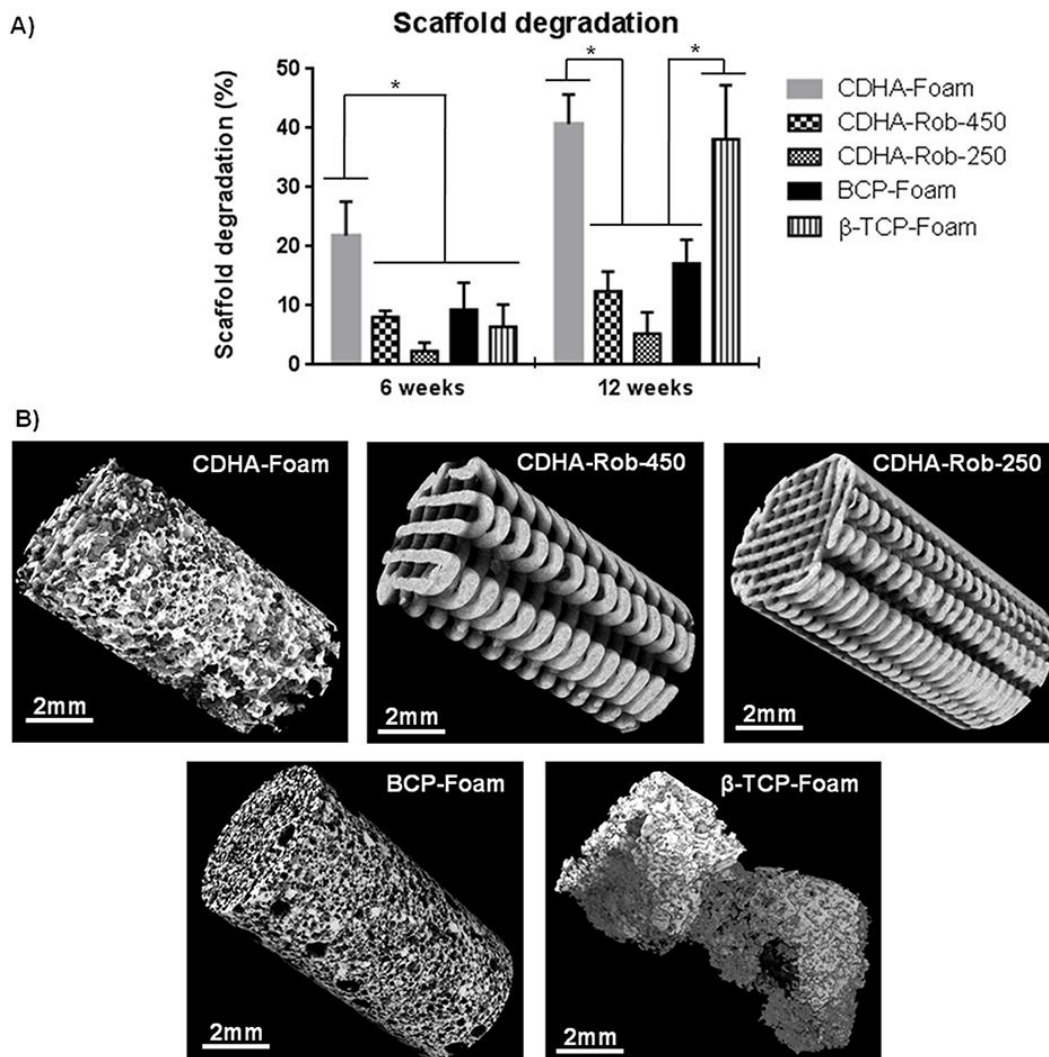 A)
Scaffold degradation
Scaffold degradation (%)
50
40
30
20
10
0
*
*
*
6 weeks
12 weeks
CDHA-Foam
CDHA-Rob-450
CDHA-Rob-250
BCP-Foam
β-TCP-Foam
B)
CDHA-Foam
2mm
CDHA-Rob-450
2mm
CDHA-Rob-250
2mm
BCP-Foam
2mm
β-TCP-Foam
2mm